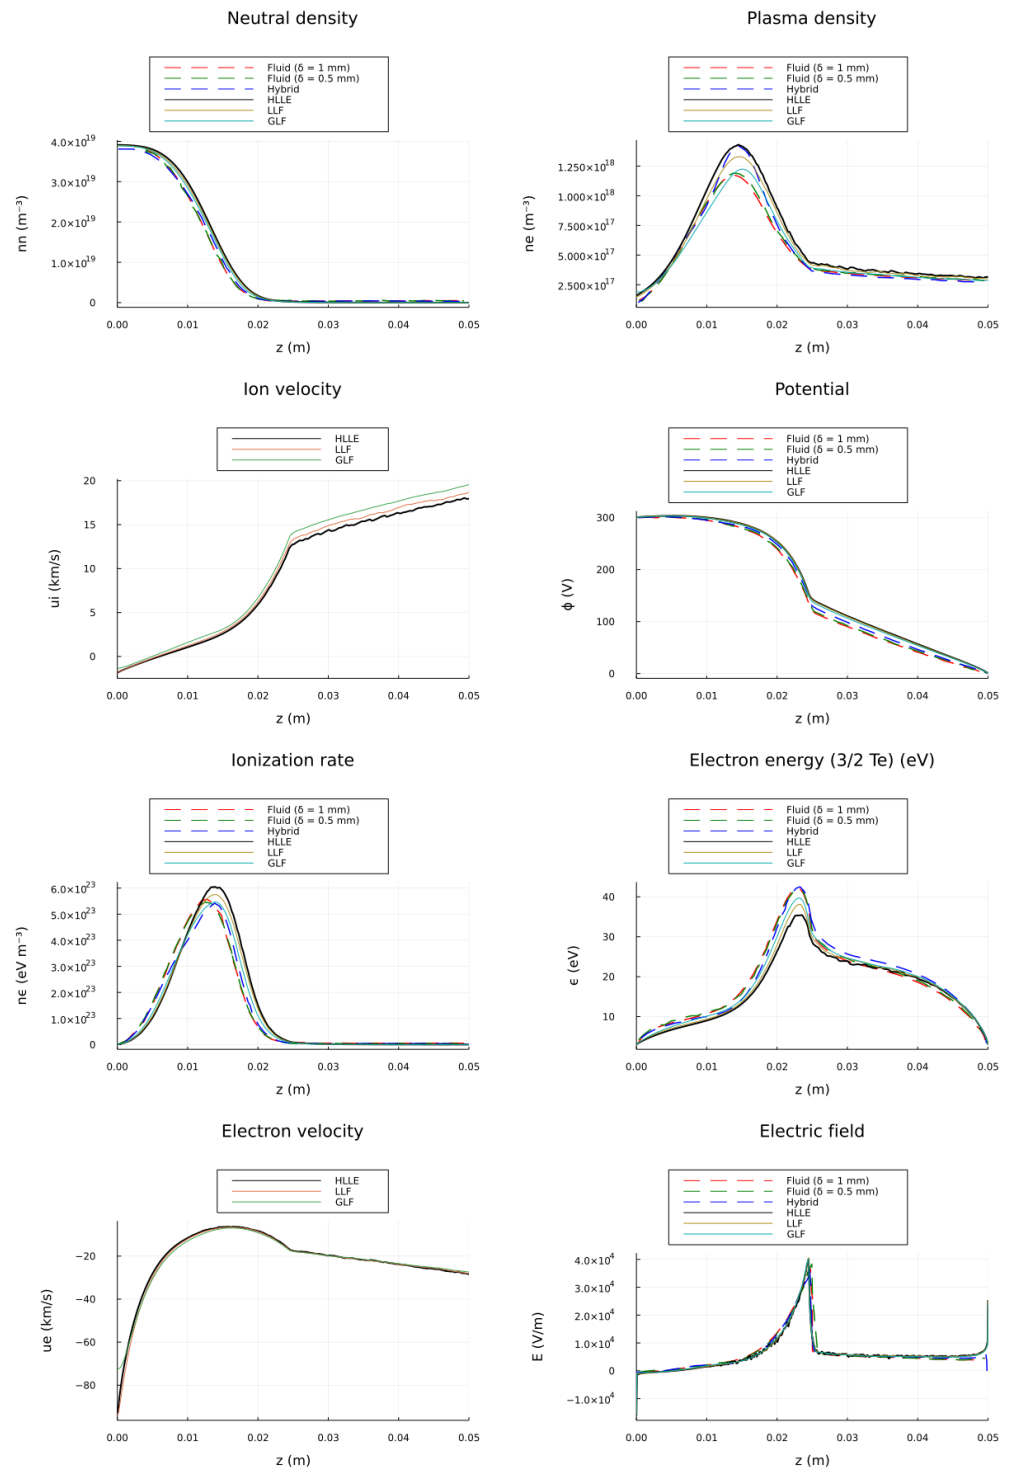 Neutral density
Fluid (δ = 1 mm)
Fluid (δ = 0.5 mm)
Hybrid
HLLE
LLF
GLF
4.0×10¹⁹
3.0×10¹⁹
2.0×10¹⁹
1.0×10¹⁹
0
nn (m⁻³)
0.00 0.01 0.02 0.03 0.04 0.05
z (m)
Plasma density
Fluid (δ = 1 mm)
Fluid (δ = 0.5 mm)
Hybrid
HLLE
LLF
GLF
1.250×10¹⁸
1.000×10¹⁸
7.500×10¹⁷
5.000×10¹⁷
2.500×10¹⁷
ne (m⁻³)
0.00 0.01 0.02 0.03 0.04 0.05
z (m)
Ion velocity
HLLE
LLF
GLF
20
15
10
5
0
ui (km/s)
0.00 0.01 0.02 0.03 0.04 0.05
z (m)
Potential
Fluid (δ = 1 mm)
Fluid (δ = 0.5 mm)
Hybrid
HLLE
LLF
GLF
300
200
100
0
ϕ (V)
0.00 0.01 0.02 0.03 0.04 0.05
z (m)
Ionization rate
Fluid (δ = 1 mm)
Fluid (δ = 0.5 mm)
Hybrid
HLLE
LLF
GLF
6.0×10²³
5.0×10²³
4.0×10²³
3.0×10²³
2.0×10²³
1.0×10²³
0
nϵ (eV m⁻³)
0.00 0.01 0.02 0.03 0.04 0.05
z (m)
Electron energy (3/2 Te) (eV)
Fluid (δ = 1 mm)
Fluid (δ = 0.5 mm)
Hybrid
HLLE
LLF
GLF
40
30
20
10
ϵ (eV)
0.00 0.01 0.02 0.03 0.04 0.05
z (m)
Electron velocity
HLLE
LLF
GLF
−20
−40
−60
−80
ue (km/s)
0.00 0.01 0.02 0.03 0.04 0.05
z (m)
Electric field
Fluid (δ = 1 mm)
Fluid (δ = 0.5 mm)
Hybrid
HLLE
LLF
GLF
4.0×10⁴
3.0×10⁴
2.0×10⁴
1.0×10⁴
0
−1.0×10⁴
E (V/m)
0.00 0.01 0.02 0.03 0.04 0.05
z (m)